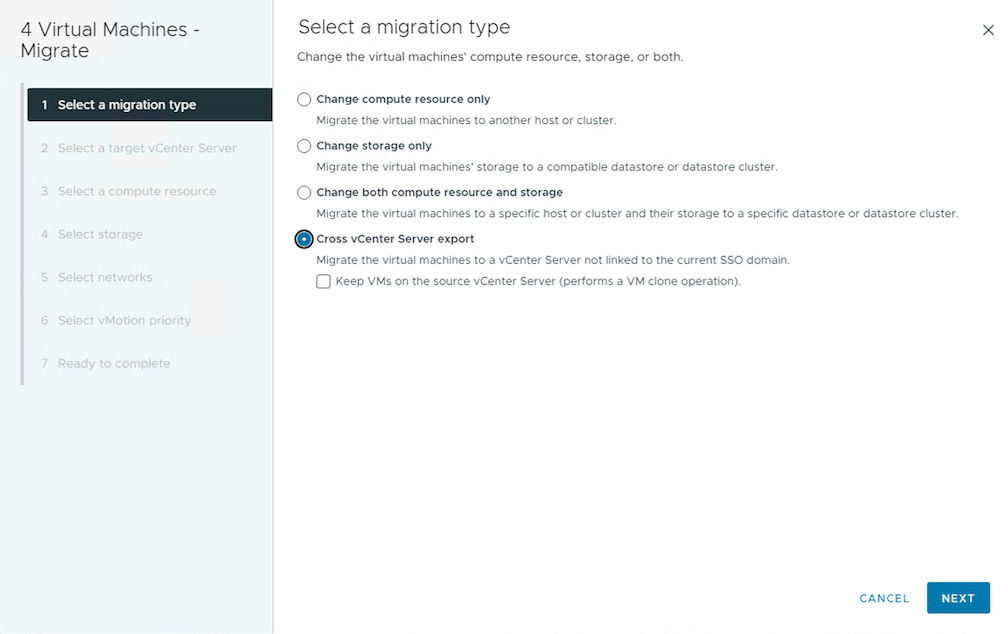 4 Virtual Machines -
Migrate
1 Select a migration type
2 Select a target vCenter Server
3 Select a compute resource
4 Select storage
5 Select networks
6 Select vMotion priority
7 Ready to complete
Select a migration type
Change the virtual machines' compute resource, storage, or both.
Change compute resource only
Migrate the virtual machines to another host or cluster.
Change storage only
Migrate the virtual machines' storage to a compatible datastore or datastore cluster.
Change both compute resource and storage
Migrate the virtual machines to a specific host or cluster and their storage to a specific datastore or datastore cluster.
Cross vCenter Server export
Migrate the virtual machines to a vCenter Server not linked to the current SSO domain.
Keep VMs on the source vCenter Server (performs a VM clone operation).
CANCEL
NEXT